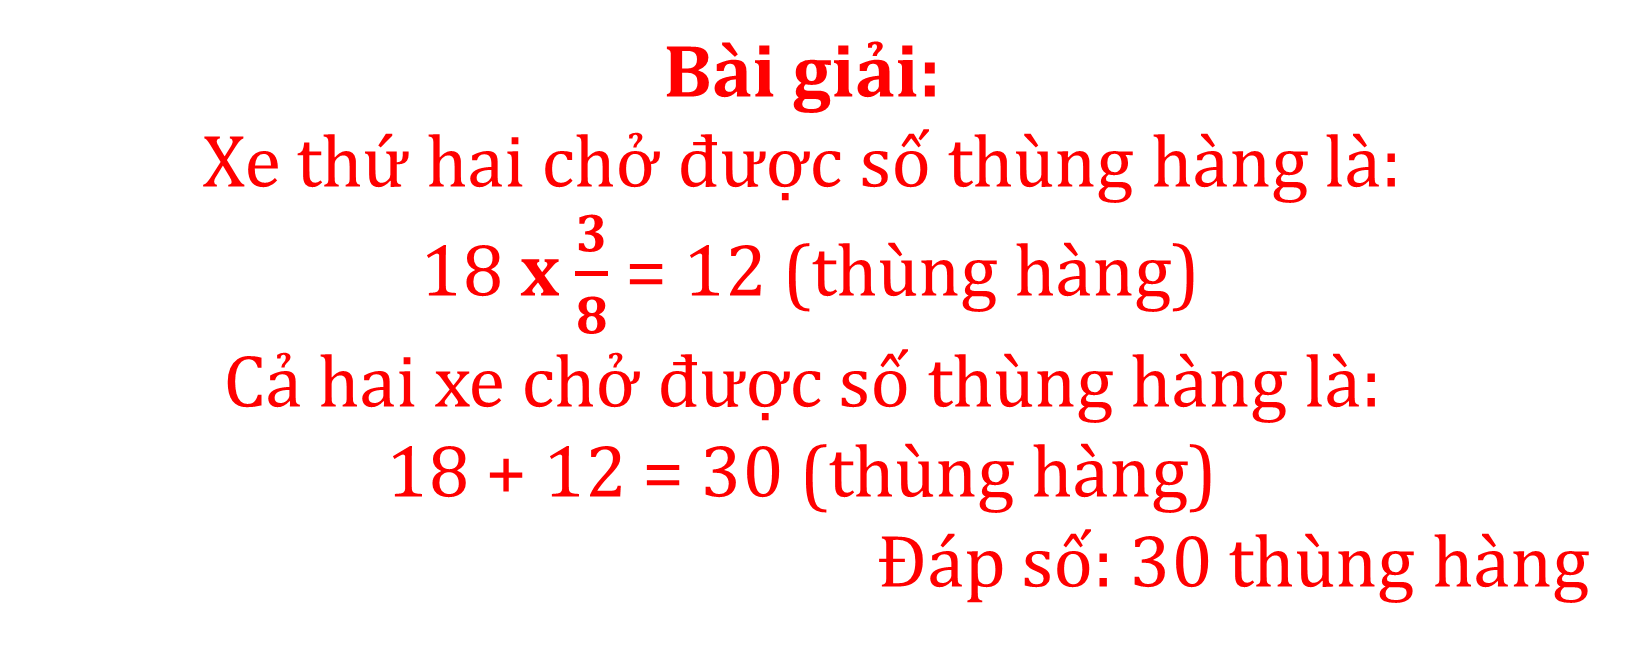 Bài giải:
Xe thứ hai chở được số thùng hàng là:
18 x 3/8 = 12 (thùng hàng)
Cả hai xe chở được số thùng hàng là:
18 + 12 = 30 (thùng hàng)
Đáp số: 30 thùng hàng